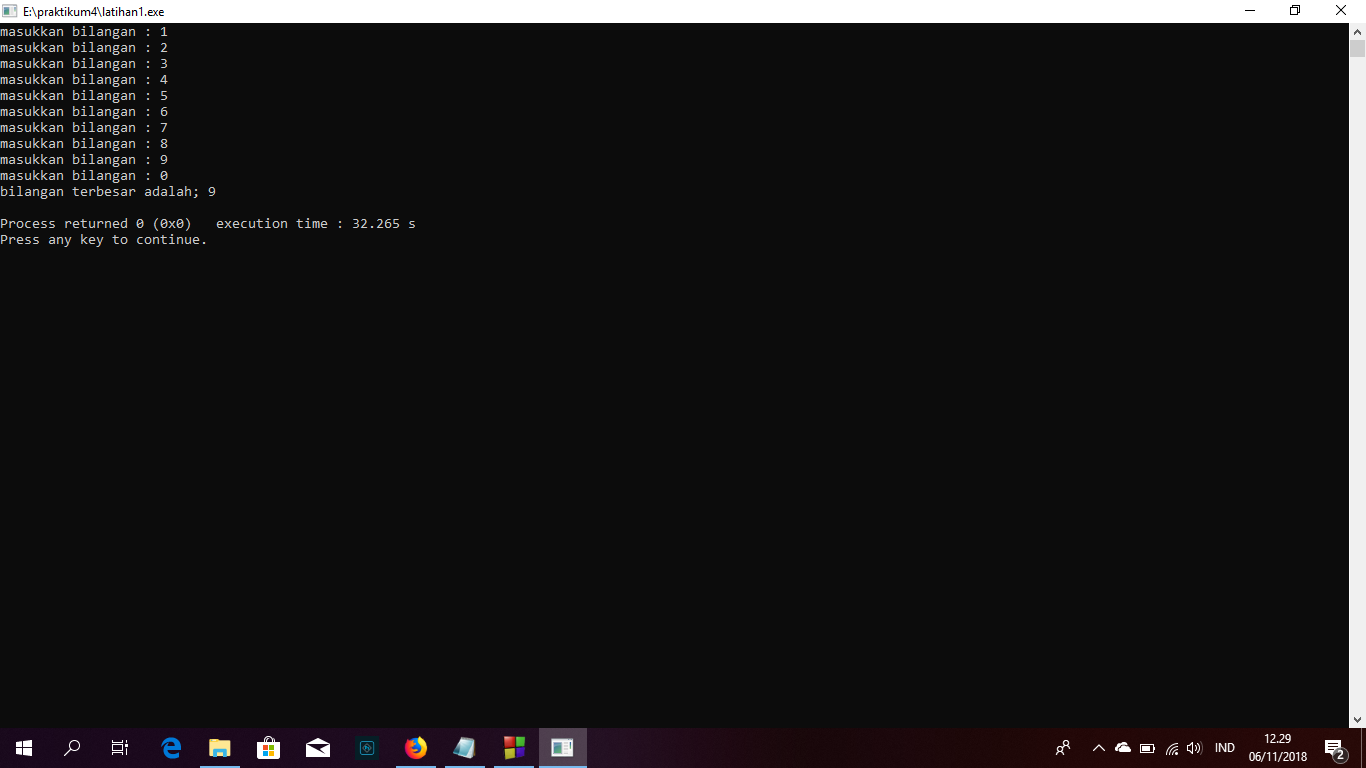 E:\praktikum4\latihan1.exe
masukkan bilangan : 1
masukkan bilangan : 2
masukkan bilangan : 3
masukkan bilangan : 4
masukkan bilangan : 5
masukkan bilangan : 6
masukkan bilangan : 7
masukkan bilangan : 8
masukkan bilangan : 9
masukkan bilangan : 0
bilangan terbesar adalah; 9
Process returned 0 (0x0)   execution time : 32.265 s
Press any key to continue.
IND
12.29
06/11/2018
2